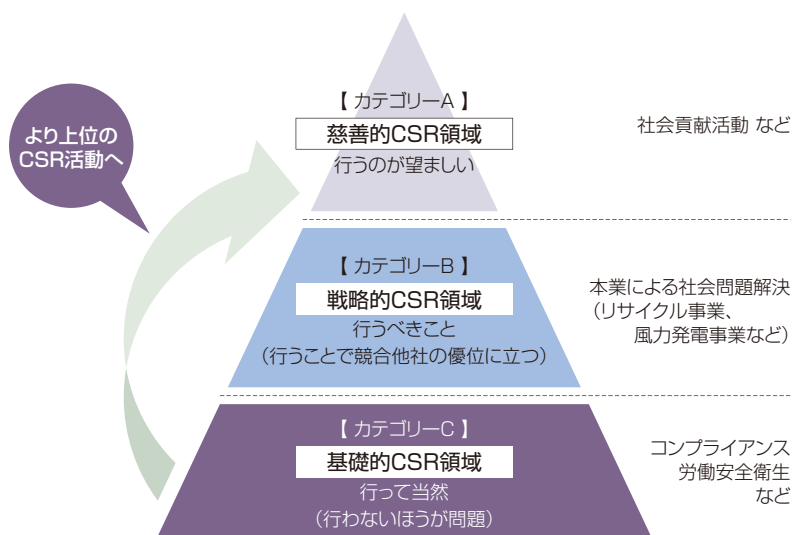 より上位の
CSR活動へ
【 カテゴリーA 】
慈善的CSR領域
行うのが望ましい
社会貢献活動 など
【 カテゴリーB 】
戦略的CSR領域
行うべきこと
（行うことで競合他社の優位に立つ）
本業による社会問題解決
（リサイクル事業、
風力発電事業など）
【 カテゴリーC 】
基礎的CSR領域
行って当然
（行わないほうが問題）
コンプライアンス
労働安全衛生
など